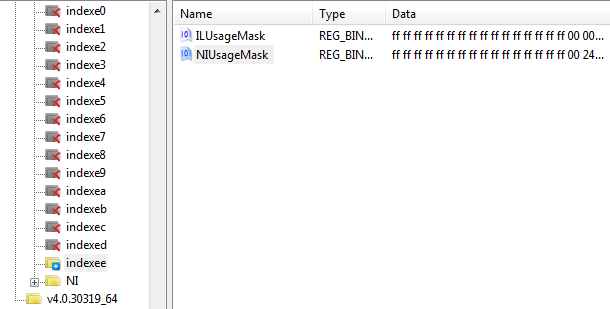 indexe0
indexe1
indexe2
indexe3
indexe4
indexe5
indexe6
indexe7
indexe8
indexe9
indexea
indexeb
indexec
indexed
indexee
NI
v4.0.30319_64
Name Type Data
ILUsageMask REG_BIN... ff ff ff ff ff ff ff ff ff ff ff ff ff ff ff ff 00 00...
NIUsageMask REG_BIN... ff ff ff ff ff ff ff ff ff ff ff ff ff ff ff ff 00 24...